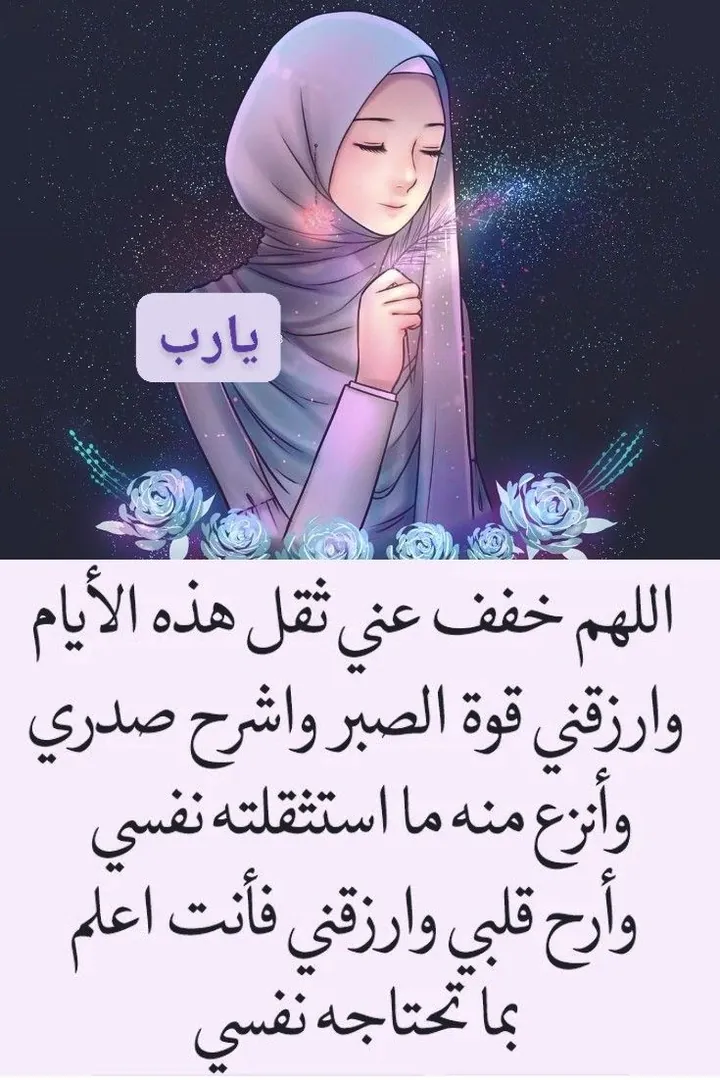 يارب
اللهم خفف عني ثقل هذه الأيام
وارزقني قوة الصبر واشرح صدري
وأنزع منه ما استثقلته نفسي
وأرح قلبي وارزقني فأنت اعلم
بما تحتاجه نفسي